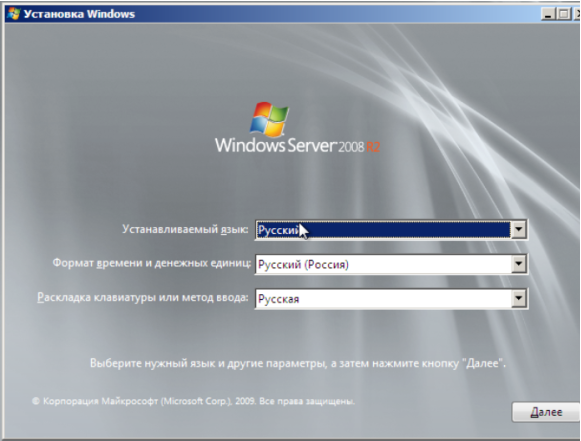 Установка Windows
Windows Server 2008 R2
Устанавливаемый язык: Русский
Формат времени и денежных единиц: Русский (Россия)
Раскладка клавиатуры или метод ввода: Русская
Выберите нужный язык и другие параметры, а затем нажмите кнопку "Далее".
© Корпорация Майкрософт (Microsoft Corp.), 2009. Все права защищены.
Далее